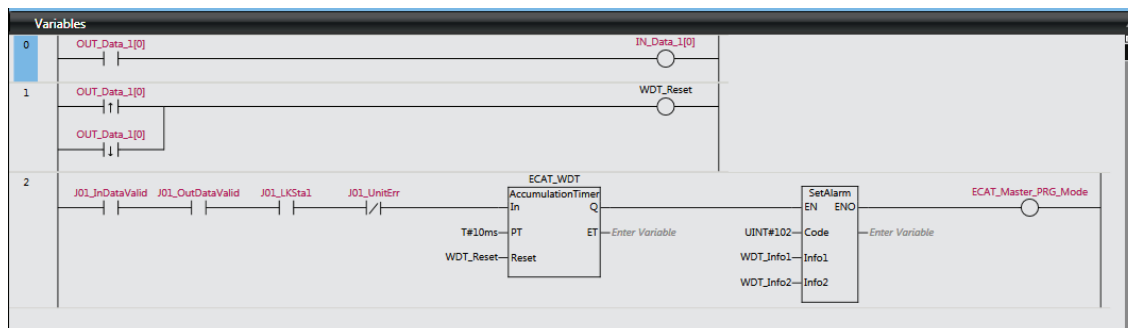 Variables
0
OUT_Data_1[0] IN_Data_1[0]
1
OUT_Data_1[0] WDT_Reset
OUT_Data_1[0]
2
ECAT_WDT
J01_InDataValid J01_OutDataValid J01_LKSta1 J01_UnitErr AccumulationTimer SetAlarm ECAT_Master_PRG_Mode
In Q EN ENO
T#10ms PT ET Enter Variable UINT#102 Code Enter Variable
WDT_Reset Reset WDT_Info1 Info1
WDT_Info2 Info2